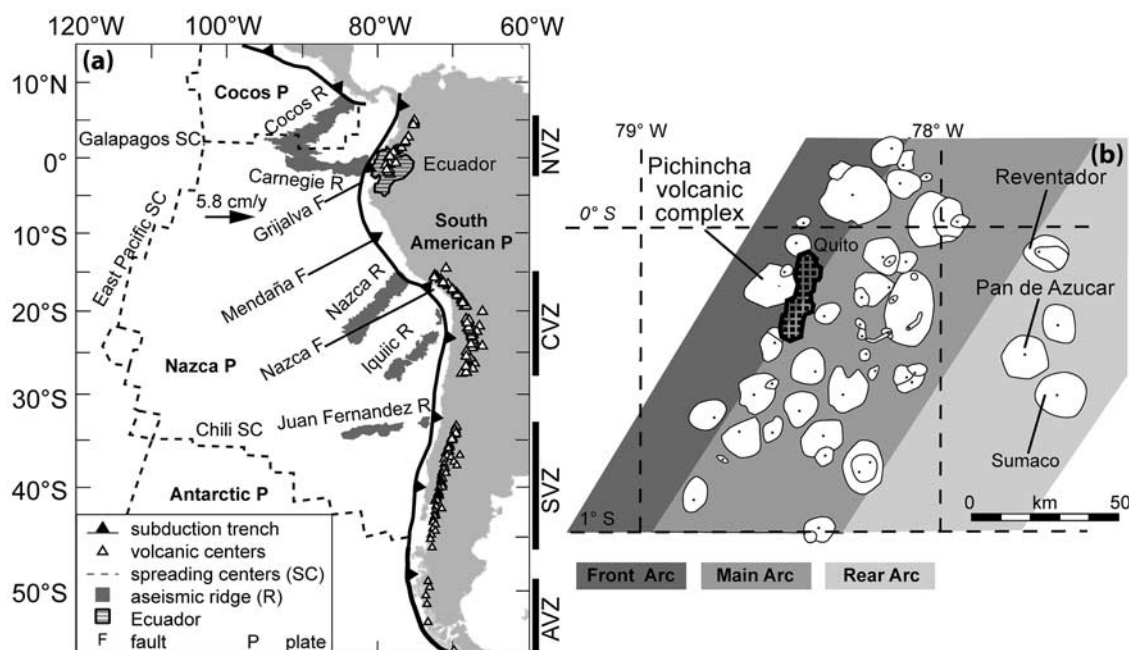 120°W 100°W 80°W 60°W
(a)
10°N
Cocos P
Cocos R
Galapagos SC
0°
Ecuador
Carnegie R
5.8 cm/y
Grijalva F
East Pacific SC
South
American P
10°S
Mendaña F
Nazca R
20°S
Nazca F
Iquiic R
Nazca P
30°S
Juan Fernandez R
Chili SC
40°S
Antarctic P
50°S
NVZ
CVZ
SVZ
AVZ
subduction trench
volcanic centers
spreading centers (SC)
aseismic ridge (R)
Ecuador
F fault P plate
79° W 78° W
(b)
Pichincha
volcanic
complex
Reventador
0° S
Quito
Pan de Azucar
Sumaco
0 km 50
1° S
Front Arc Main Arc Rear Arc